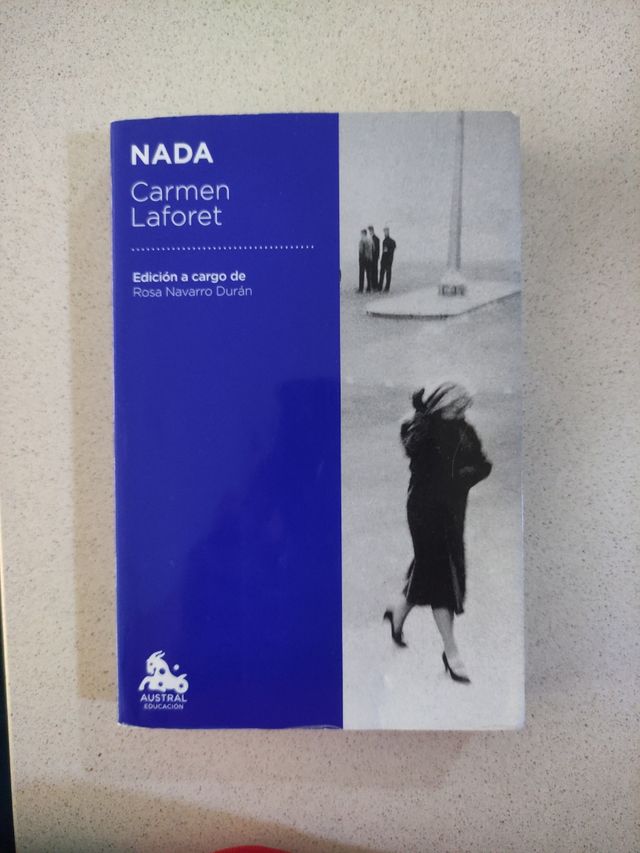 NADA
Carmen
Laforet
Edición a cargo de
Rosa Navarro Durán
AUSTRAL
EDUCACIÓN